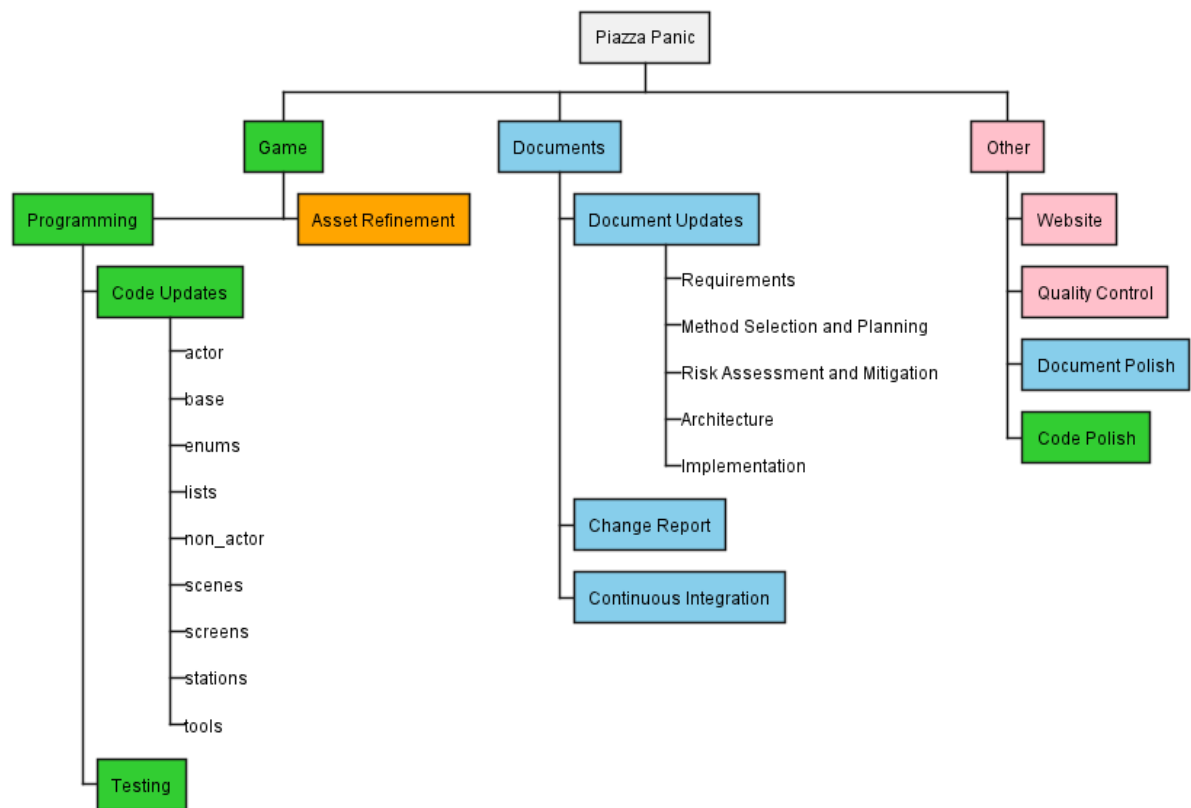 Piazza Panic
Game
Documents
Other
Programming
Asset Refinement
Document Updates
Website
Code Updates
Requirements
Quality Control
Method Selection and Planning
actor
Document Polish
Risk Assessment and Mitigation
base
Architecture
Code Polish
enums
Implementation
lists
Change Report
non_actor
scenes
Continuous Integration
screens
stations
tools
Testing